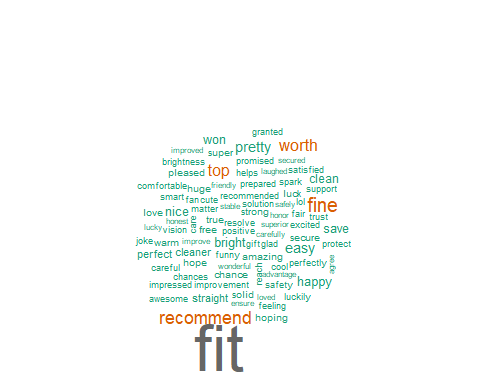 granted
won
improved super pretty worth
brightness promised secured
pleased top helps laughed satisfied
comfortable huge friendly prepared spark clean
smart fan cute recommended luck support
love nice matter stable solution safely lol fine
care true strong honor fair trust
lucky honest vision free resolve superior excited save
positive carefully secure
joke warm improve bright gift glad easy protect
perfect cleaner funny amazing
careful hope wonderful reach cool perfectly agree
chances chance advantage happy
impressed improvement safety
awesome straight solid loved luckily
ensure feeling
recommend hoping
fit